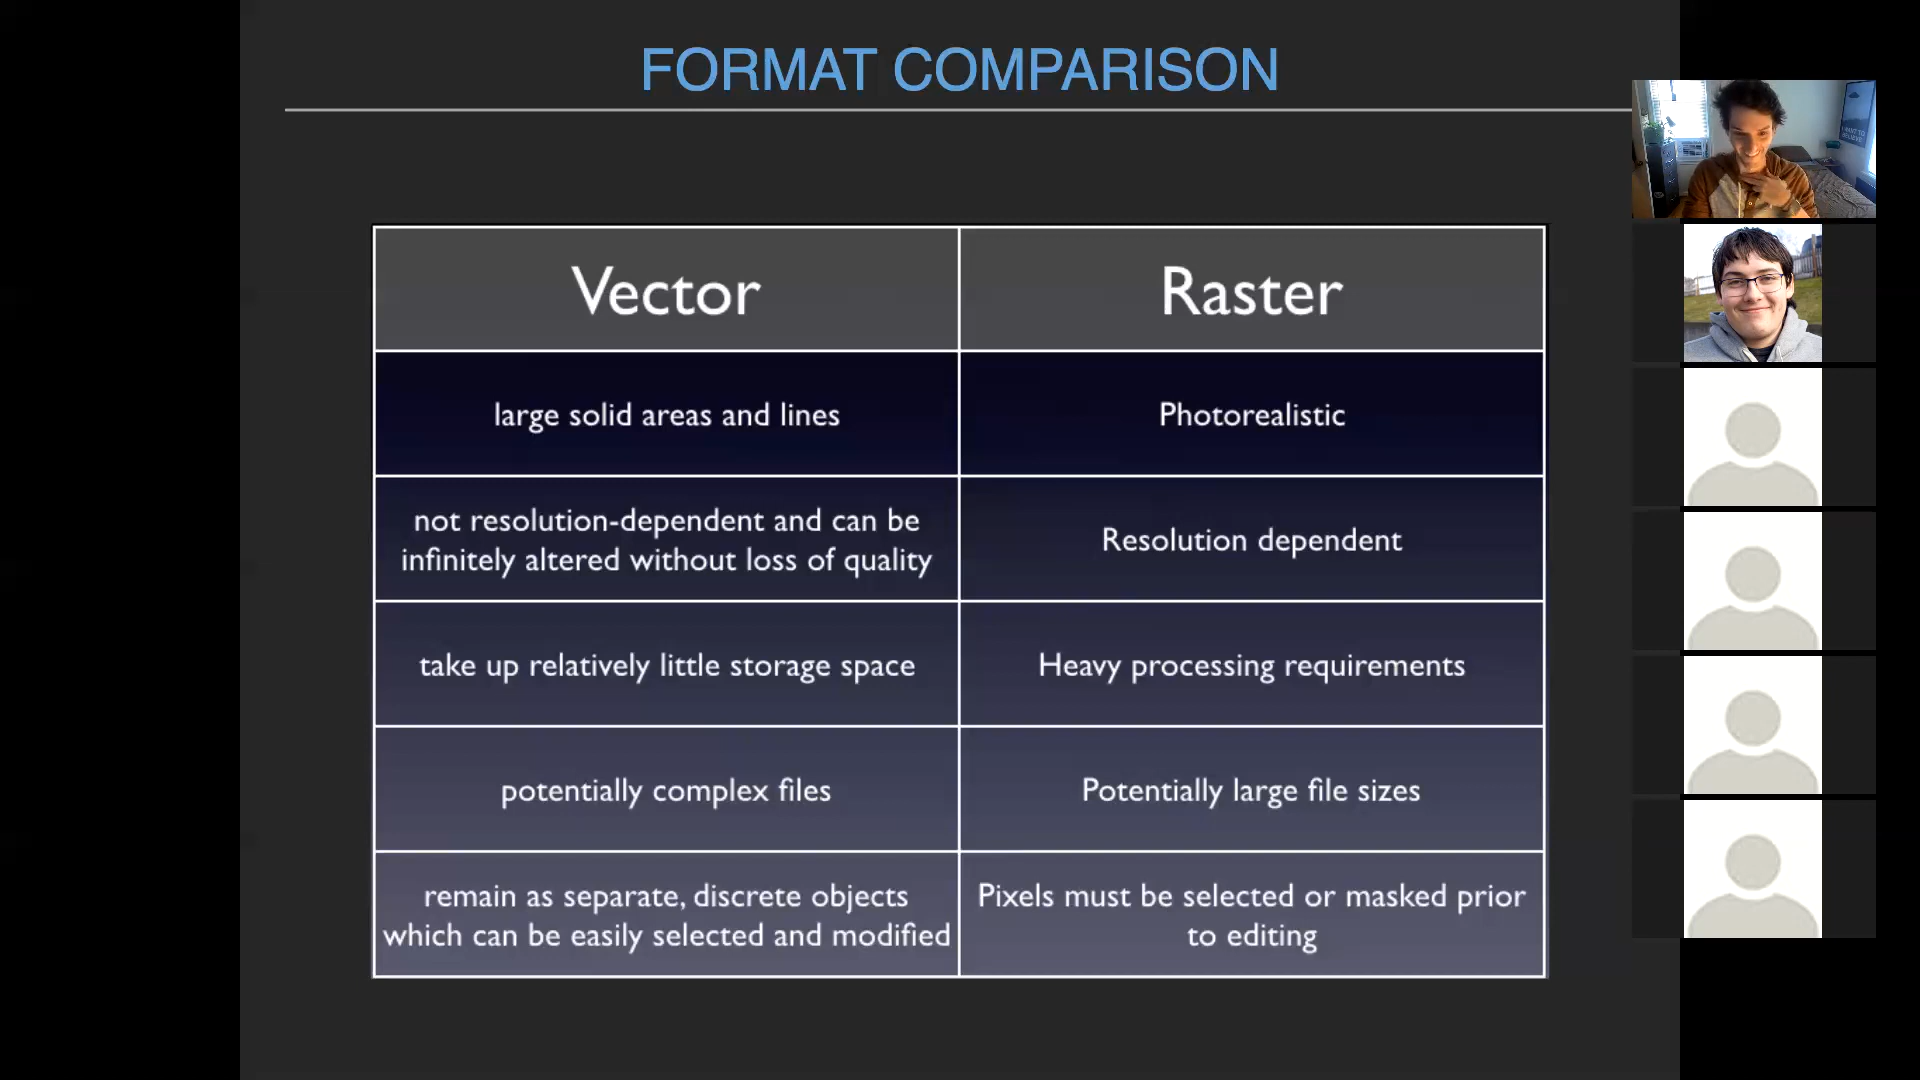 FORMAT COMPARISON
Vector
Raster
large solid areas and lines
Photorealistic
not resolution-dependent and can be
infinitely altered without loss of quality
Resolution dependent
take up relatively little storage space
Heavy processing requirements
potentially complex files
Potentially large file sizes
remain as separate, discrete objects
which can be easily selected and modified
Pixels must be selected or masked prior
to editing
I WANT TO
BELIEVE